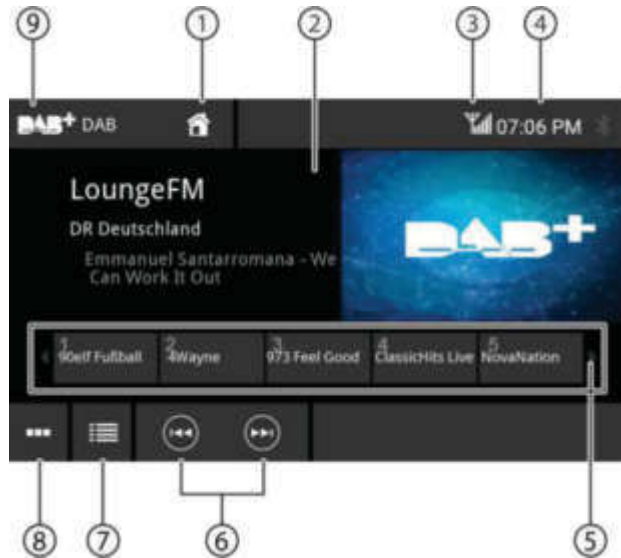 9 1 2 3 4
DAB+ DAB 07:06 PM
LoungeFM
DAB+
DR Deutschland
Emmanuel Santarromana - We
Can Work It Out
1 2 3 4 5
90elf Fußball 4Wayne 973 Feel Good ClassicHits Live NovaNation
8 7 6 5